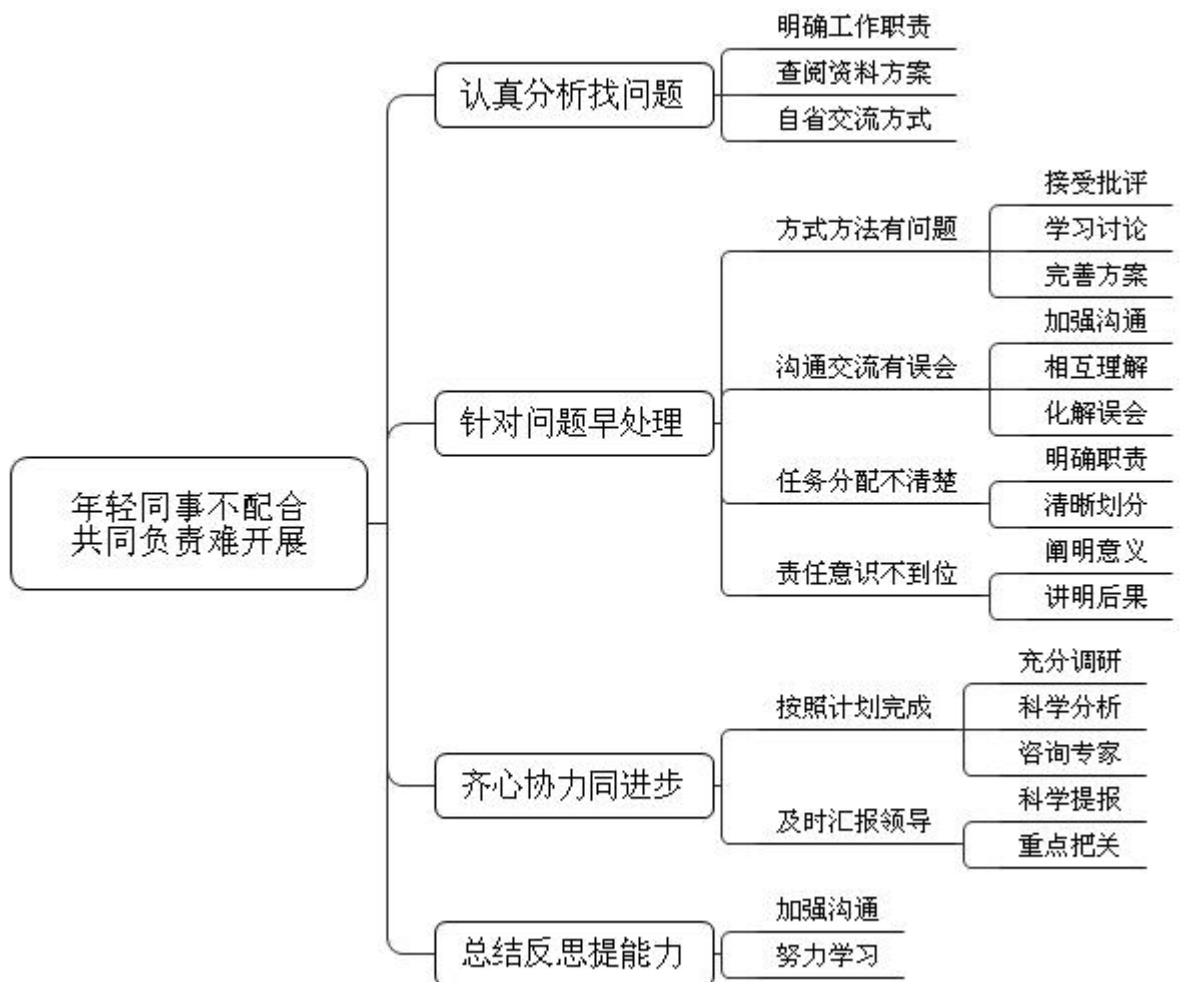 年轻同事不配合
共同负责难开展
认真分析找问题
明确工作职责
查阅资料方案
自省交流方式
针对问题早处理
方式方法有问题
接受批评
学习讨论
完善方案
沟通交流有误会
加强沟通
相互理解
化解误会
任务分配不清楚
明确职责
清晰划分
责任意识不到位
阐明意义
讲明后果
齐心协力同进步
按照计划完成
充分调研
科学分析
咨询专家
及时汇报领导
科学提报
重点把关
总结反思提能力
加强沟通
努力学习